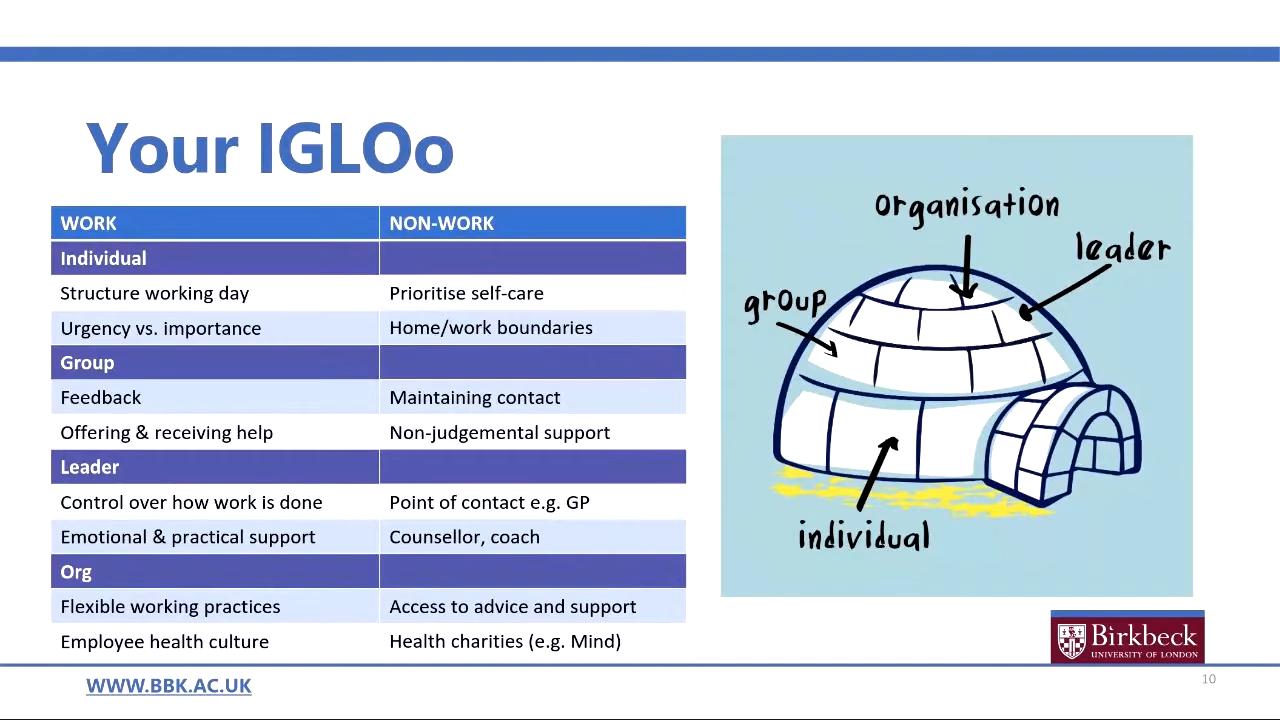 Your IGLOo
WORK NON-WORK
Individual
Structure working day Prioritise self-care
Urgency vs. importance Home/work boundaries
Group
Feedback Maintaining contact
Offering & receiving help Non-judgemental support
Leader
Control over how work is done Point of contact e.g. GP
Emotional & practical support Counsellor, coach
Org
Flexible working practices Access to advice and support
Employee health culture Health charities (e.g. Mind)
organisation
leader
group
individual
Birkbeck
UNIVERSITY OF LONDON
WWW.BBK.AC.UK
10